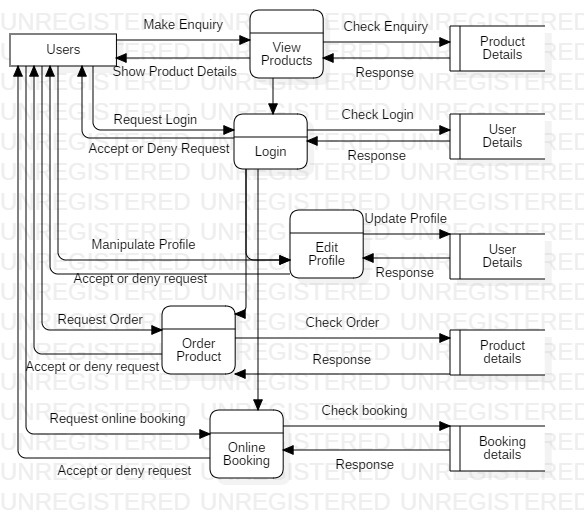 UNREGISTERED UNREGISTERED UNREGISTERED
Make Enquiry
Check Enquiry
Users
View
Products
Product
Details
Show Product Details
Response
Request Login
Check Login
Login
User
Details
Accept or Deny Request
Response
Update Profile
Manipulate Profile
Edit
Profile
User
Details
Accept or deny request
Response
Request Order
Check Order
Order
Product
Product
details
Accept or deny request
Response
Request online booking
Check booking
Online
Booking
Booking
details
Accept or deny request
Response